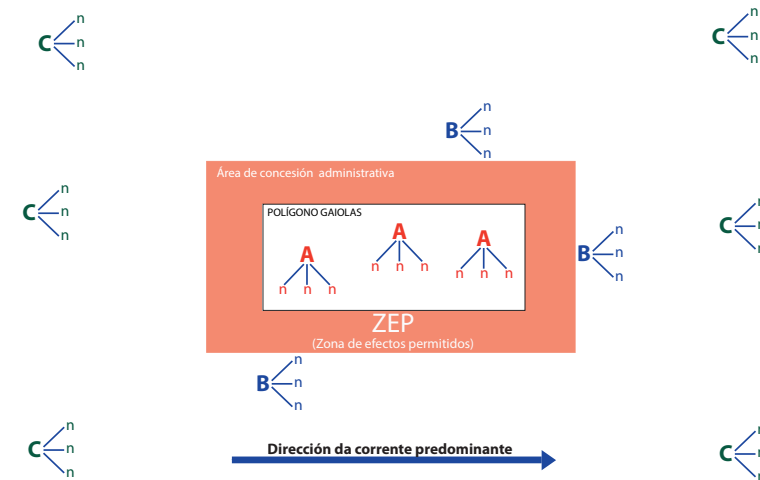 n
C n
n
n
C n
n
n
B n
n
Área de concesión administrativa
POLÍGONO GAIOLAS
A A A
n n n n n n n n n
n
C n
n
n
B n
n
n
C n
n
ZEP
(Zona de efectos permitidos)
n
B n
n
n
C n
n
Dirección da corrente predominante
n
C n
n